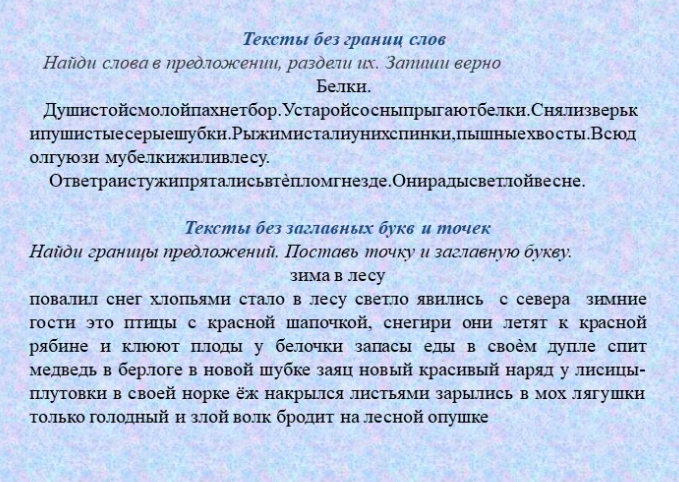 Тексты без границ слов
Найди слова в предложении, раздели их. Запиши верно
Белки.
Душистойсмолойпахнетбор.Устаройсосныпрыгаютбелки.Снялизверьк
ипушистыесерыешубки.Рыжимисталиунихспинки,пышныехвосты.Всюд
олгуюзи мубелкижиливлесу.
Ответраистужипряталисьвтѐпломгнезде.Онирадысветлойвесне.
Тексты без заглавных букв и точек
Найди границы предложений. Поставь точку и заглавную букву.
зима в лесу
повалил снег хлопьями стало в лесу светло явились с севера зимние
гости это птицы с красной шапочкой, снегири они летят к красной
рябине и клюют плоды у белочки запасы еды в своѐм дупле спит
медведь в берлоге в новой шубке заяц новый красивый наряд у лисицы-
плутовки в своей норке ёж накрылся листьями зарылись в мох лягушки
только голодный и злой волк бродит на лесной опушке